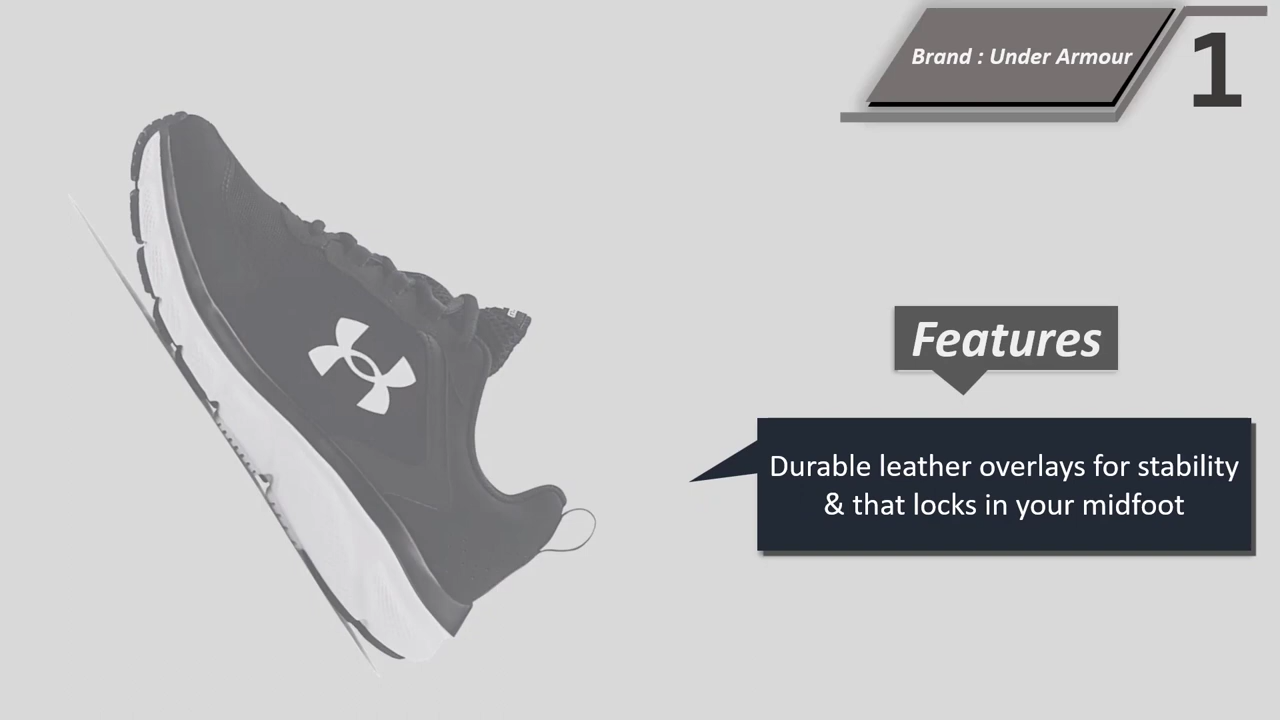 Brand : Under Armour
1
Features
Durable leather overlays for stability
& that locks in your midfoot